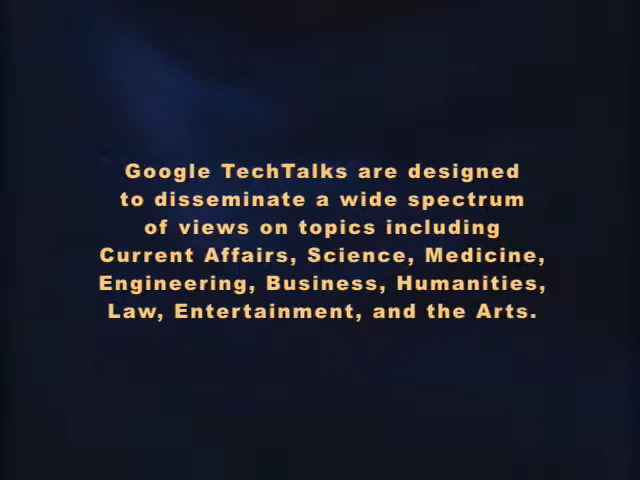 Google TechTalks are designed
to disseminate a wide spectrum
of views on topics including
Current Affairs, Science, Medicine,
Engineering, Business, Humanities,
Law, Entertainment, and the Arts.